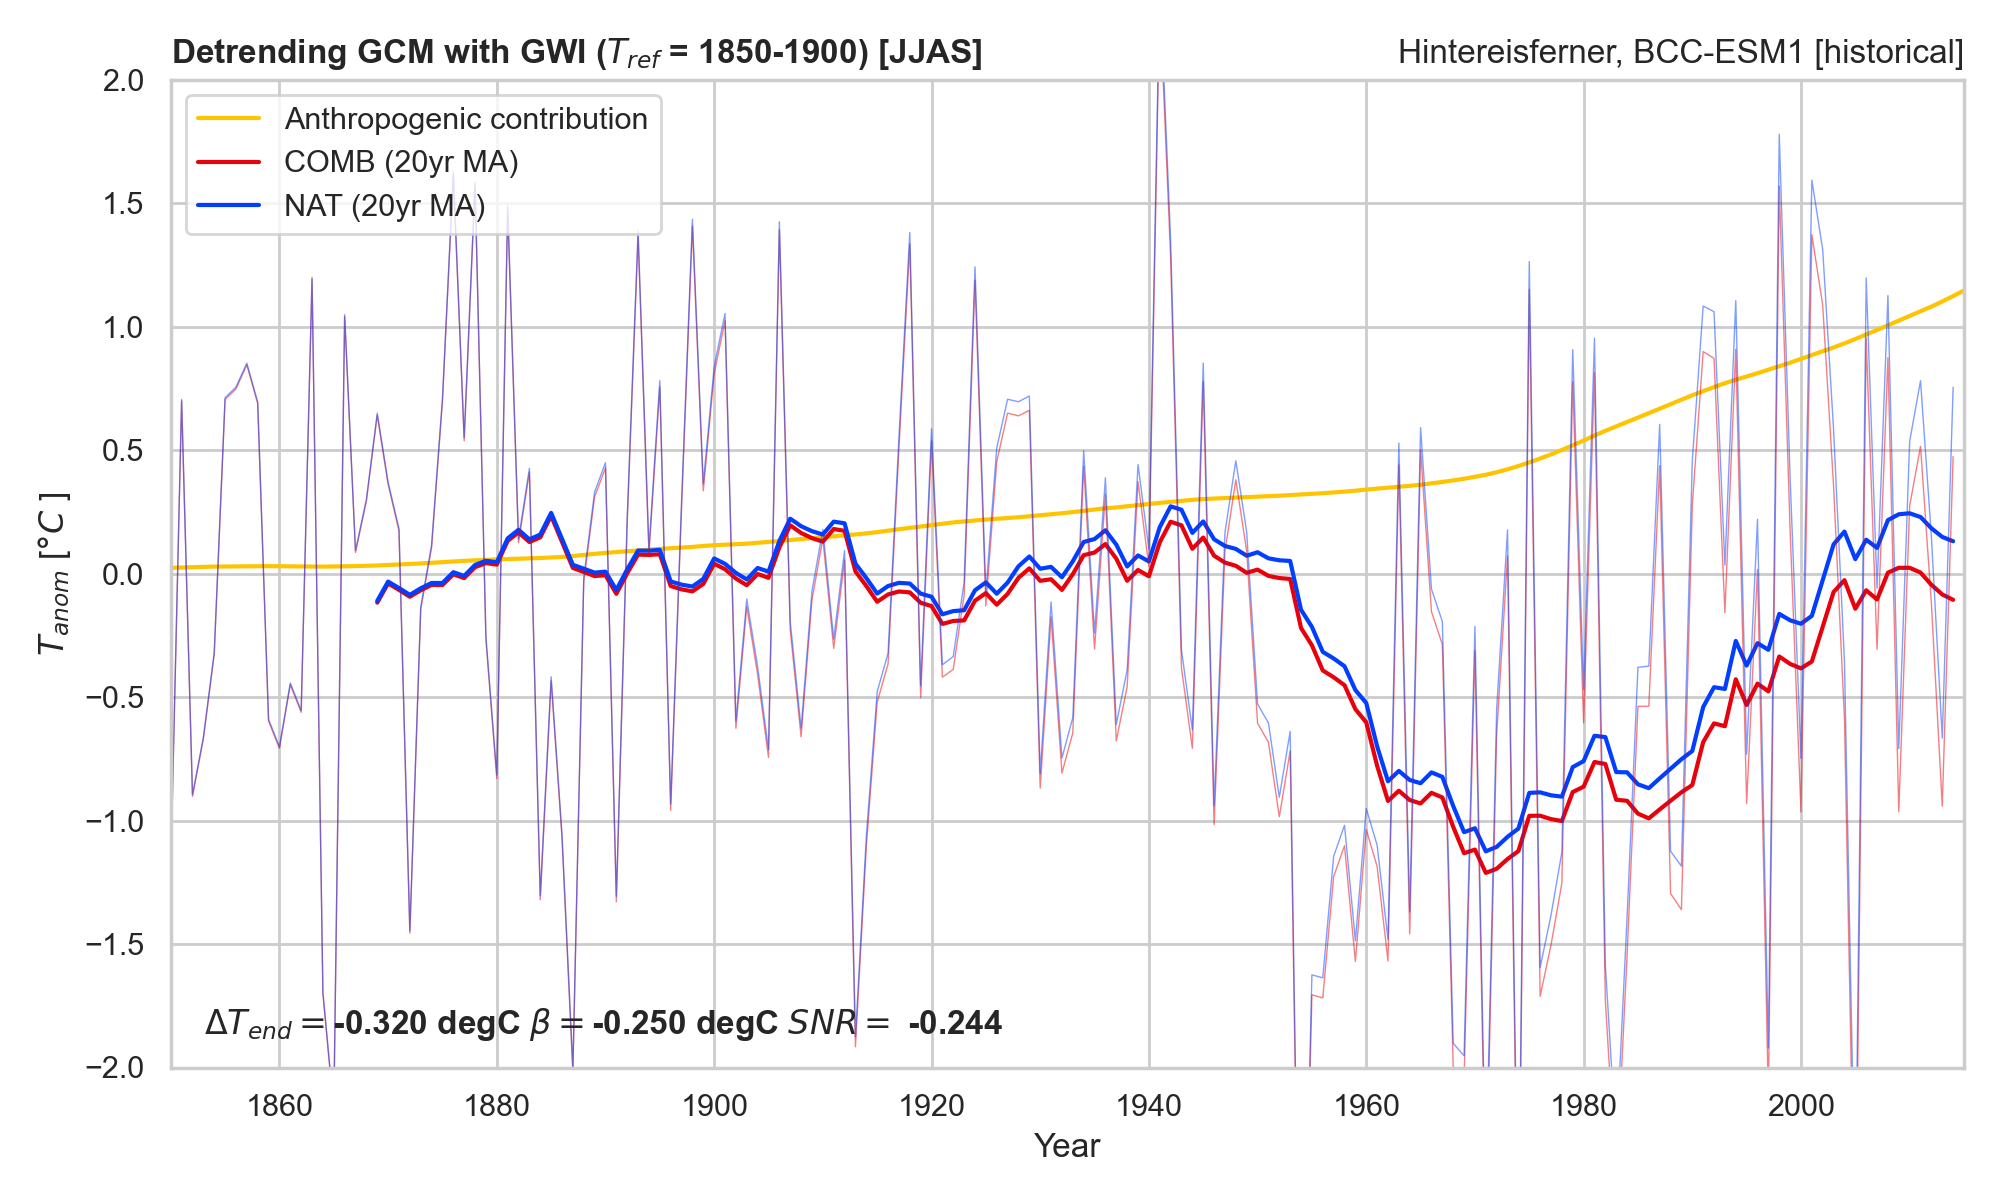 Detrending GCM with GWI (T_ref = 1850-1900) [JJAS]
Hintereisferner, BCC-ESM1 [historical]
Anthropogenic contribution
COMB (20yr MA)
NAT (20yr MA)
2.0
1.5
1.0
0.5
0.0
−0.5
−1.0
−1.5
−2.0
T_anom [°C]
ΔT_end = -0.320 degC β = -0.250 degC SNR = -0.244
1860 1880 1900 1920 1940 1960 1980 2000
Year